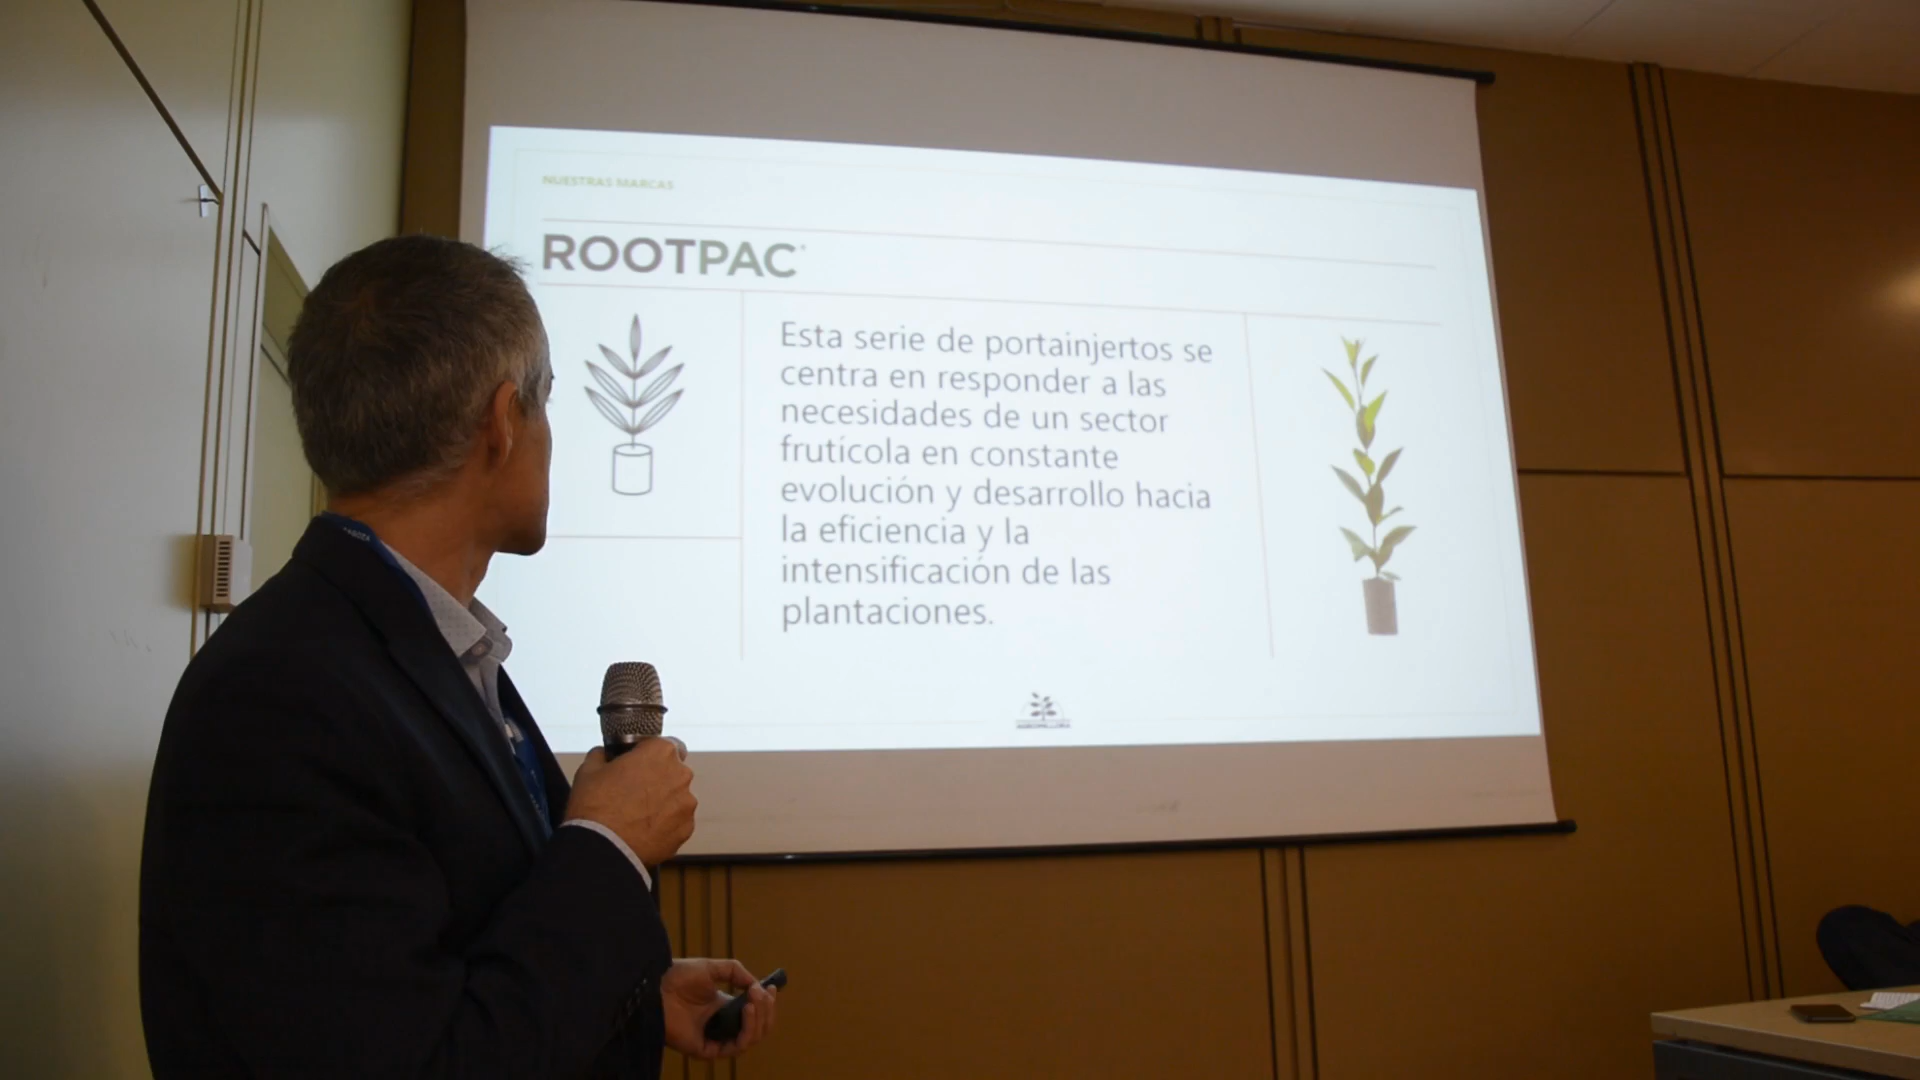 NUESTRAS MARCAS
ROOTPAC®
Esta serie de portainjertos se
centra en responder a las
necesidades de un sector
frutícola en constante
evolución y desarrollo hacia
la eficiencia y la
intensificación de las
plantaciones.